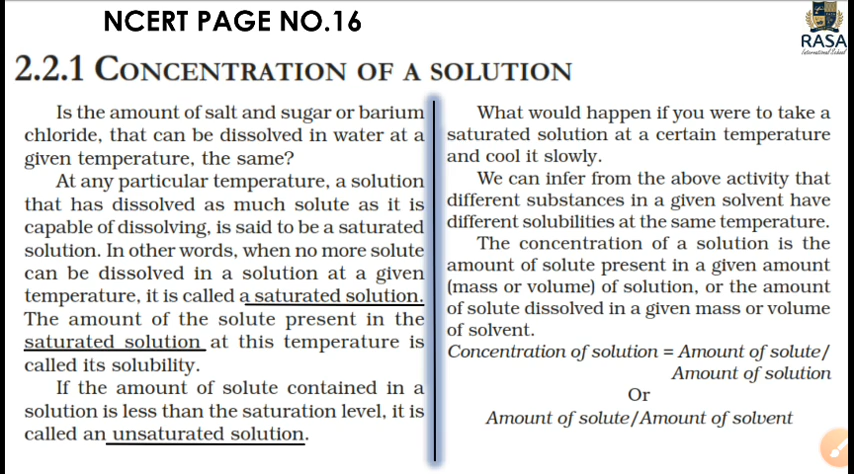 NCERT PAGE NO.16
RASA
International School
2.2.1 CONCENTRATION OF A SOLUTION
Is the amount of salt and sugar or barium
chloride, that can be dissolved in water at a
given temperature, the same?
At any particular temperature, a solution
that has dissolved as much solute as it is
capable of dissolving, is said to be a saturated
solution. In other words, when no more solute
can be dissolved in a solution at a given
temperature, it is called a saturated solution.
The amount of the solute present in the
saturated solution at this temperature is
called its solubility.
If the amount of solute contained in a
solution is less than the saturation level, it is
called an unsaturated solution.
What would happen if you were to take a
saturated solution at a certain temperature
and cool it slowly.
We can infer from the above activity that
different substances in a given solvent have
different solubilities at the same temperature.
The concentration of a solution is the
amount of solute present in a given amount
(mass or volume) of solution, or the amount
of solute dissolved in a given mass or volume
of solvent.
Concentration of solution = Amount of solute/
Amount of solution
Or
Amount of solute/Amount of solvent